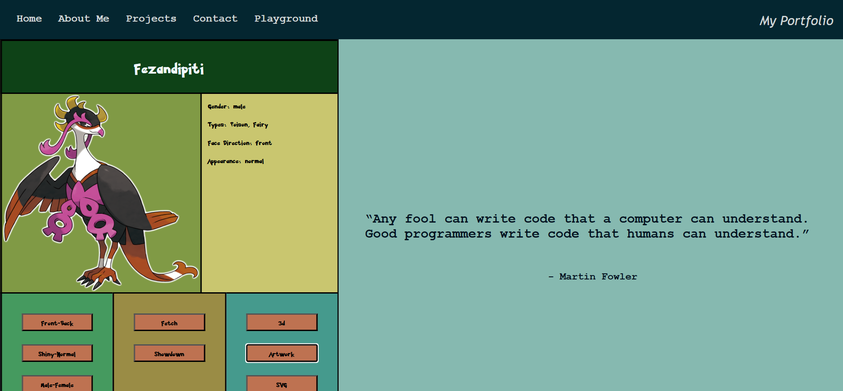 Home About Me Projects Contact Playground
My Portfolio
Fezandipiti
Gender: male
Types: Poison, Fairy
Face Direction: Front
Appearance: normal
“Any fool can write code that a computer can understand.
Good programmers write code that humans can understand.”
– Martin Fowler
Front-Back Fetch 3d
Shiny-Normal Showdown Artwork
Male-Female SVG